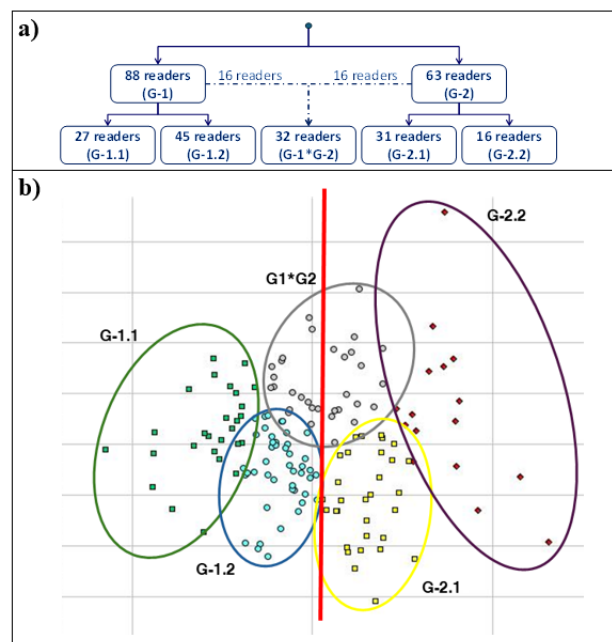 a)
88 readers
(G-1)
16 readers
16 readers
63 readers
(G-2)
27 readers
(G-1.1)
45 readers
(G-1.2)
32 readers
(G-1*G-2)
31 readers
(G-2.1)
16 readers
(G-2.2)
b)
G-2.2
G1*G2
G-1.1
G-1.2
G-2.1